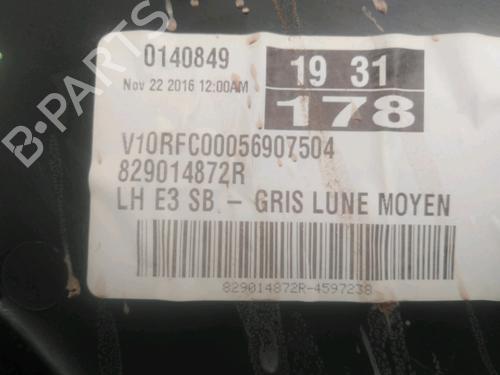 0140849
19 31
Nov 22 2016 12:00AM
178
V10RFC00056907504
829014872R
LH E3 SB - GRIS LUNE MOYEN
829014872R-4597238